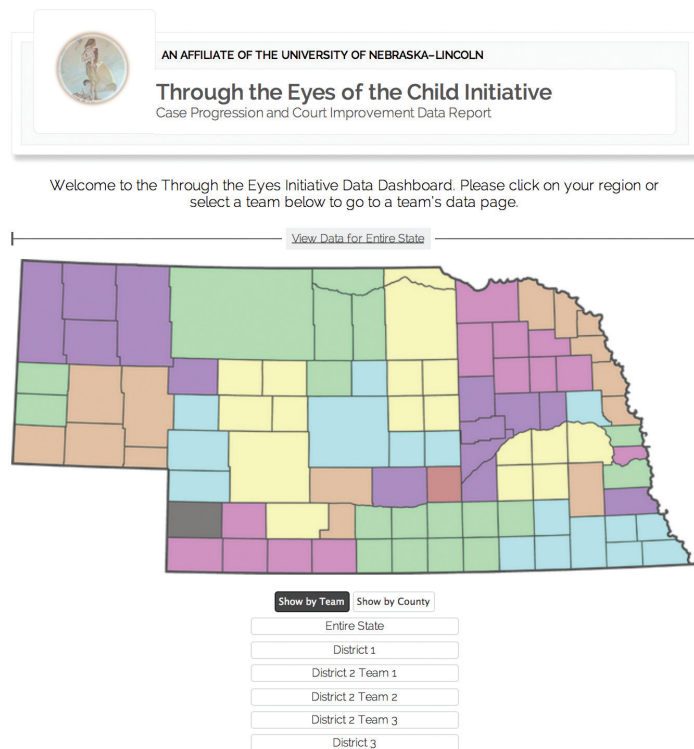 AN AFFILIATE OF THE UNIVERSITY OF NEBRASKA–LINCOLN
Through the Eyes of the Child Initiative
Case Progression and Court Improvement Data Report
Welcome to the Through the Eyes Initiative Data Dashboard. Please click on your region or
select a team below to go to a team's data page.
View Data for Entire State
Show by Team Show by County
Entire State
District 1
District 2 Team 1
District 2 Team 2
District 2 Team 3
District 3